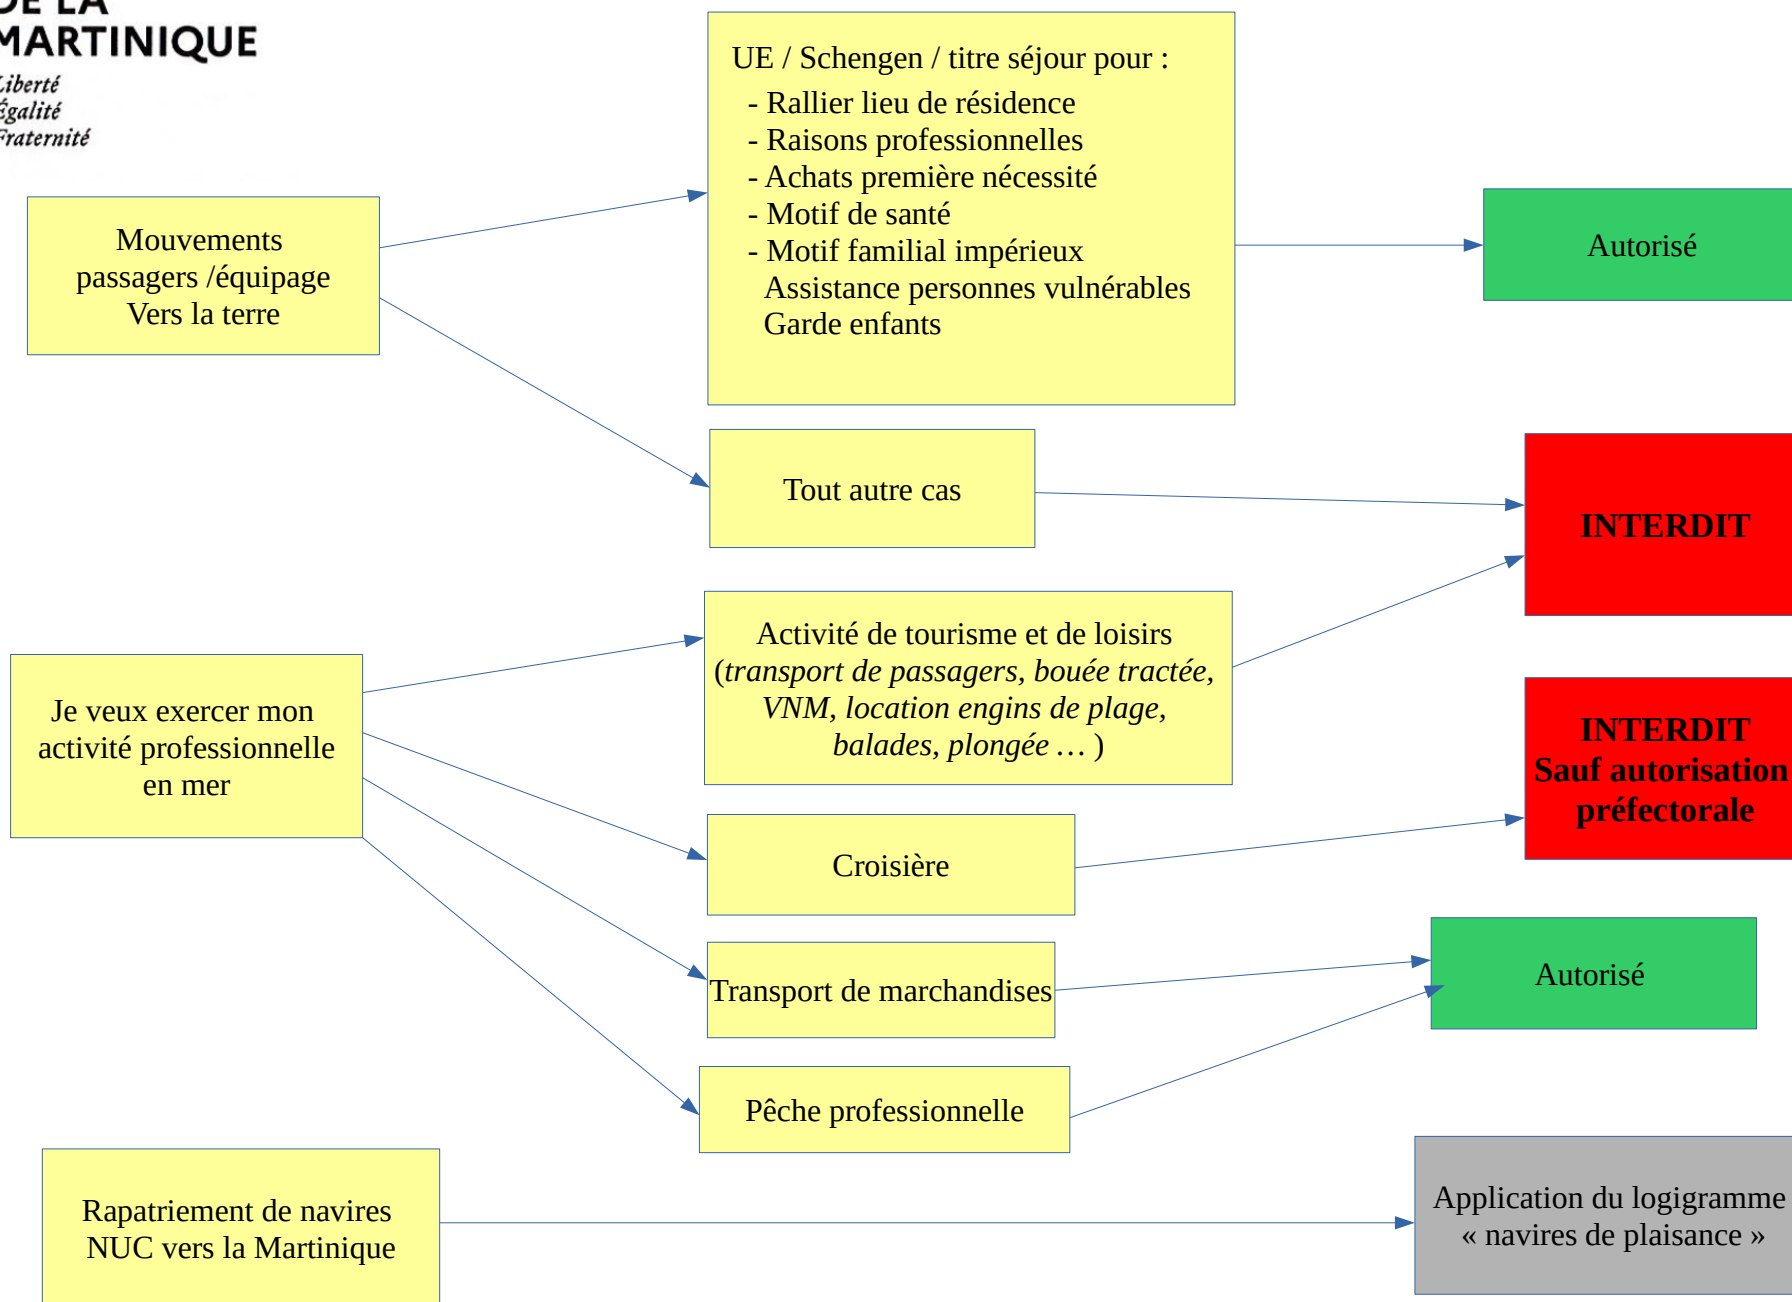 DE LA
MARTINIQUE
Liberté
Égalité
Fraternité
UE / Schengen / titre séjour pour :
- Rallier lieu de résidence
- Raisons professionnelles
- Achats première nécessité
- Motif de santé
- Motif familial impérieux
Assistance personnes vulnérables
Garde enfants
Mouvements
passagers /équipage
Vers la terre
Autorisé
Tout autre cas
INTERDIT
Activité de tourisme et de loisirs
(transport de passagers, bouée tractée,
VNM, location engins de plage,
balades, plongée … )
Je veux exercer mon
activité professionnelle
en mer
INTERDIT
Sauf autorisation
préfectorale
Croisière
Transport de marchandises
Autorisé
Pêche professionnelle
Rapatriement de navires
NUC vers la Martinique
Application du logigramme
« navires de plaisance »